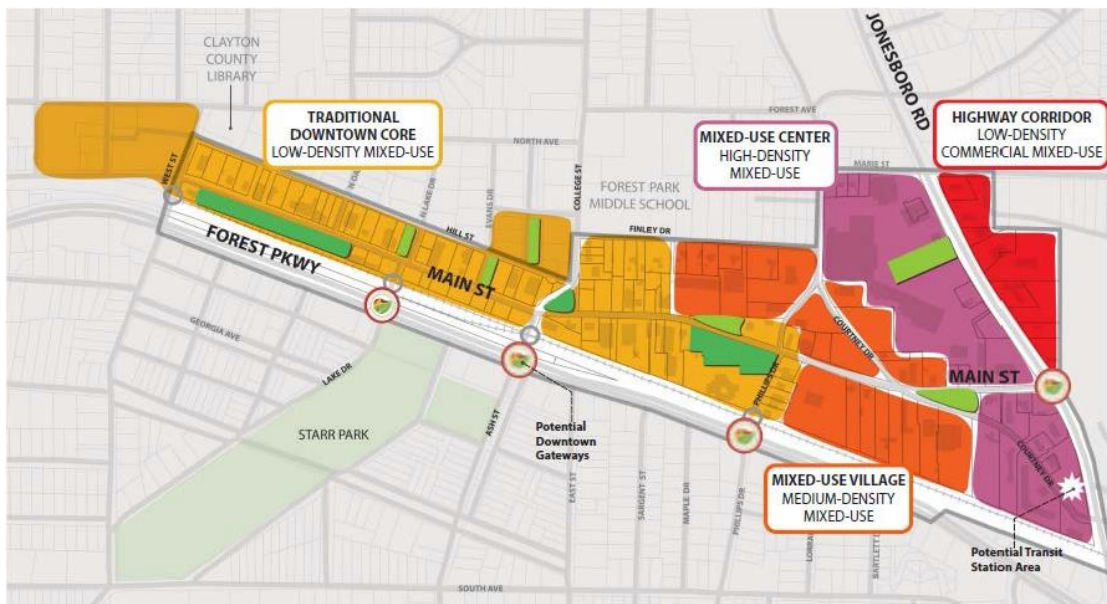 CLAYTON
COUNTY
LIBRARY
TRADITIONAL
DOWNTOWN CORE
LOW-DENSITY MIXED-USE
NORTH AVE
COLLEGE ST
FOREST AVE
JONESBORO RD
MIXED-USE CENTER
HIGH-DENSITY
MIXED-USE
HIGHWAY CORRIDOR
LOW-DENSITY
COMMERCIAL MIXED-USE
MARIE ST
WEST ST
N LAKE DR
EVANS DR
HILL ST
FOREST PARK
MIDDLE SCHOOL
FINLEY DR
FOREST PKWY
MAIN ST
GEORGIA AVE
LAKE DR
STARR PARK
ASH ST
Potential
Downtown
Gateways
EAST ST
SARGENT ST
MAPLE DR
PHILLIPS DR
PHILLIPS DR
COURTNEY DR
MAIN ST
COURTNEY DR
MIXED-USE VILLAGE
MEDIUM-DENSITY
MIXED-USE
Potential Transit
Station Area
SOUTH AVE